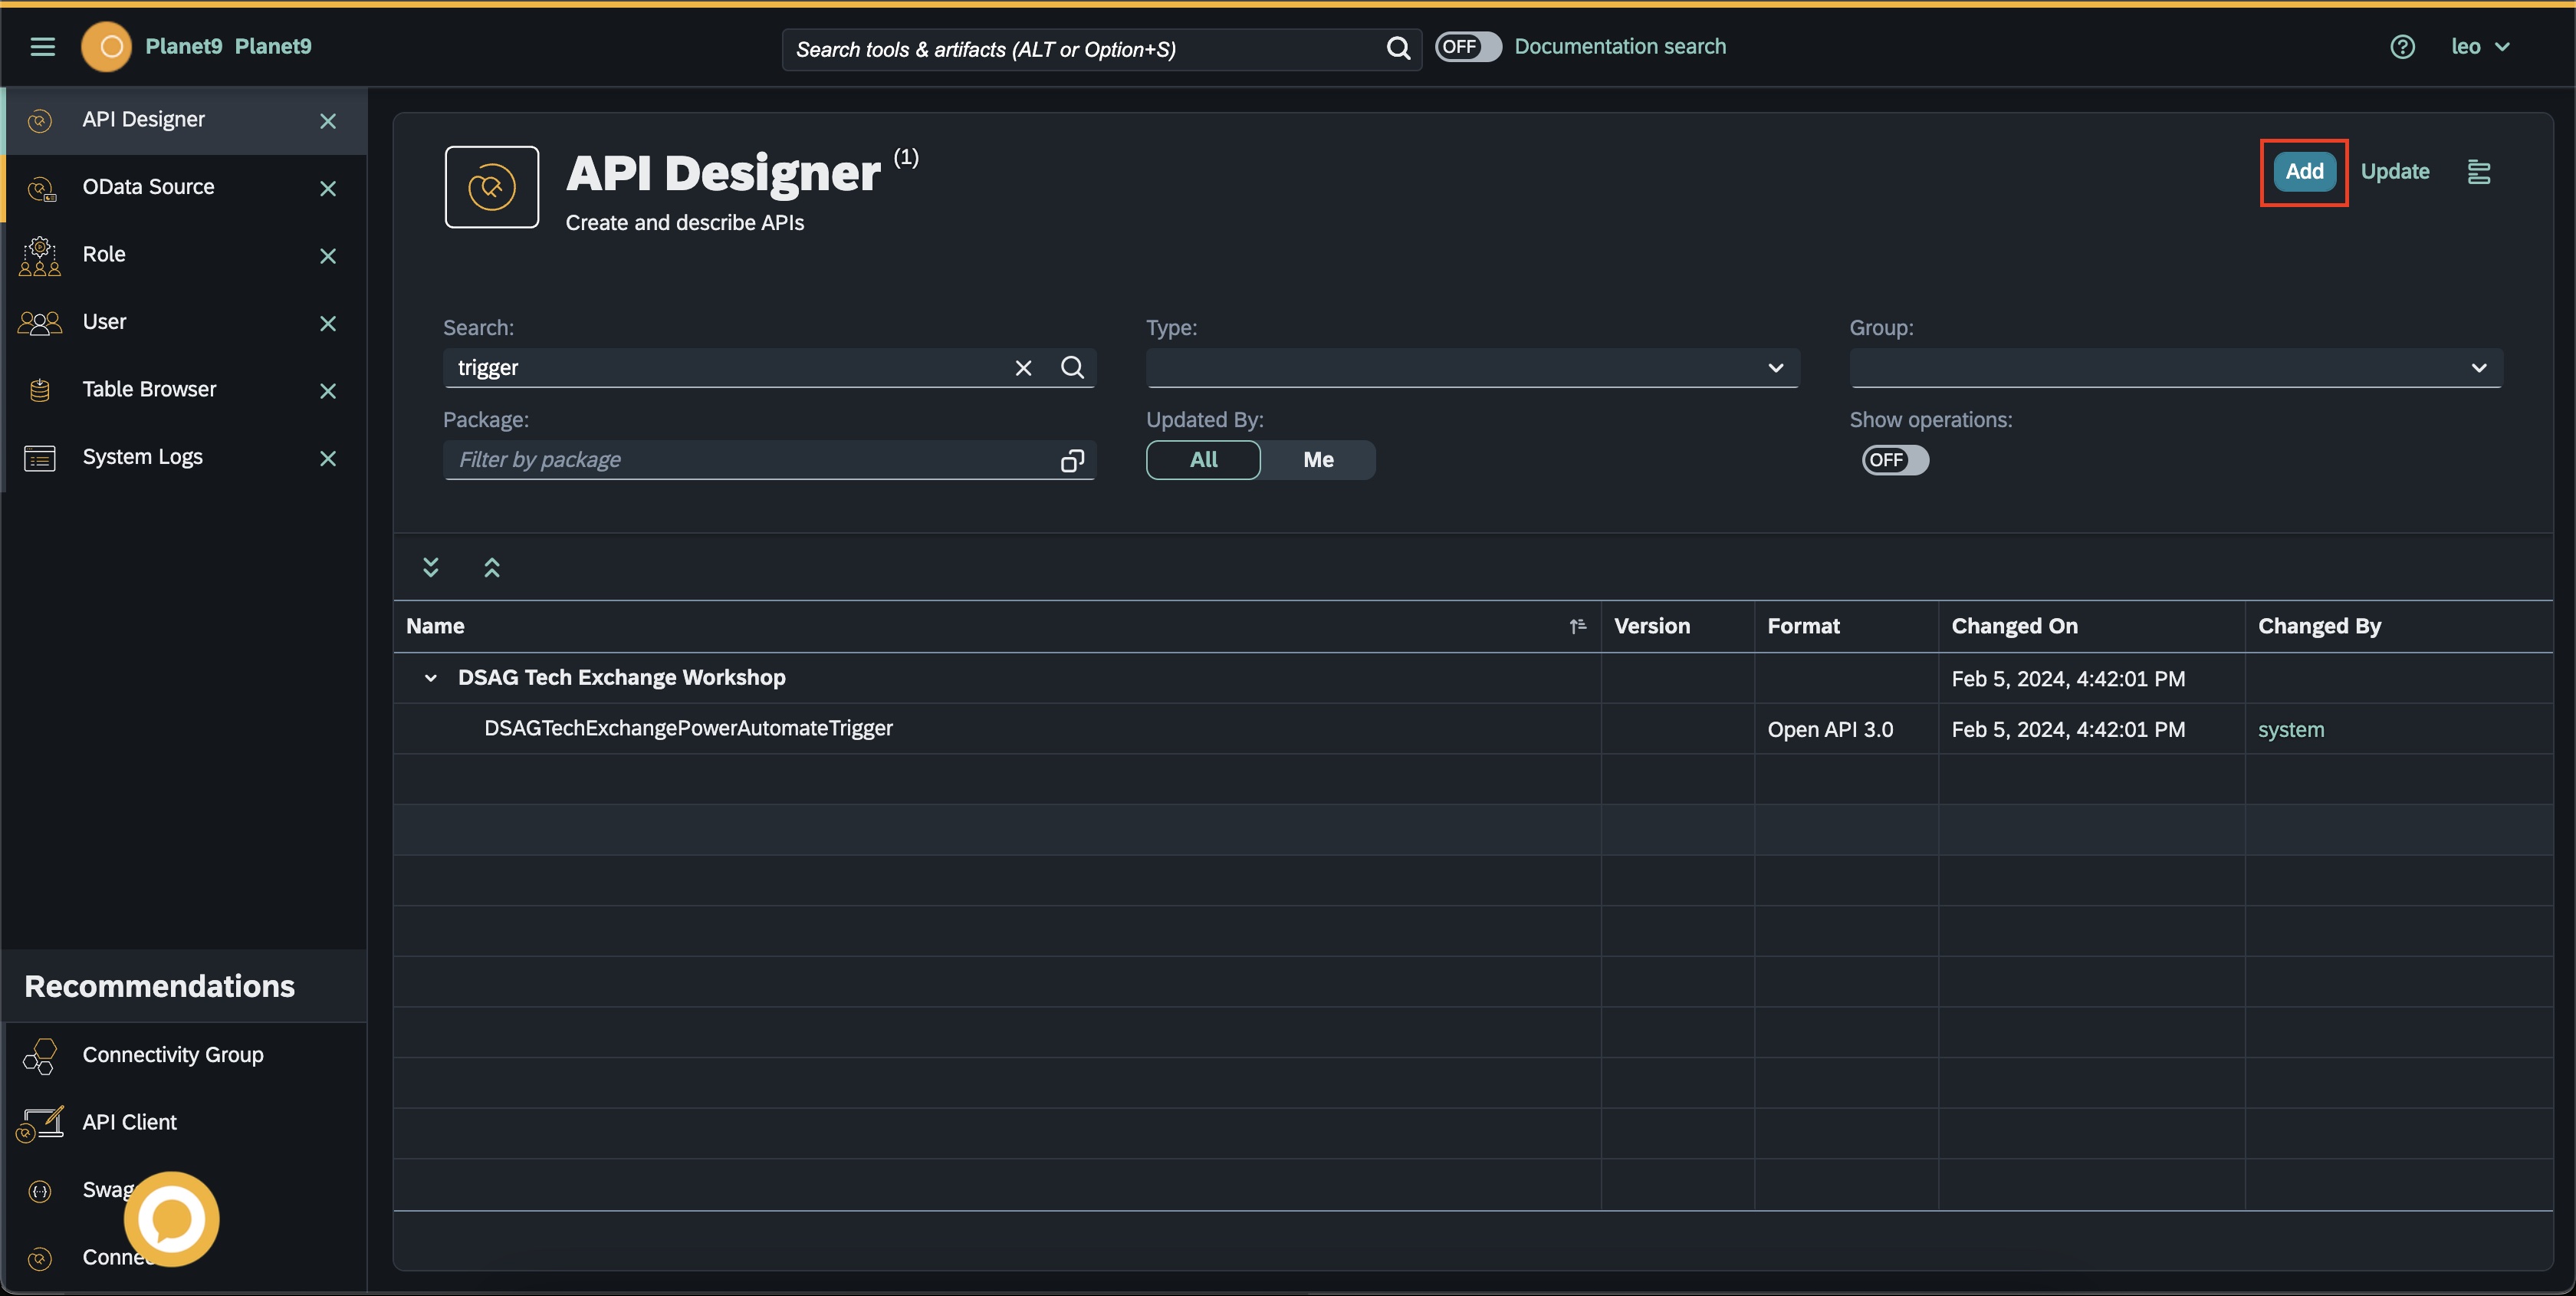 Planet9 Planet9
Search tools & artifacts (ALT or Option+S)
OFF
Documentation search
leo
API Designer
OData Source
Role
User
Table Browser
System Logs
Recommendations
Connectivity Group
API Client
Swag
Conne
API Designer (1)
Create and describe APIs
Add
Update
Search:
trigger
Type:
Group:
Package:
Filter by package
Updated By:
All
Me
Show operations:
OFF
Name Version Format Changed On Changed By
DSAG Tech Exchange Workshop Feb 5, 2024, 4:42:01 PM
DSAGTechExchangePowerAutomateTrigger Open API 3.0 Feb 5, 2024, 4:42:01 PM system